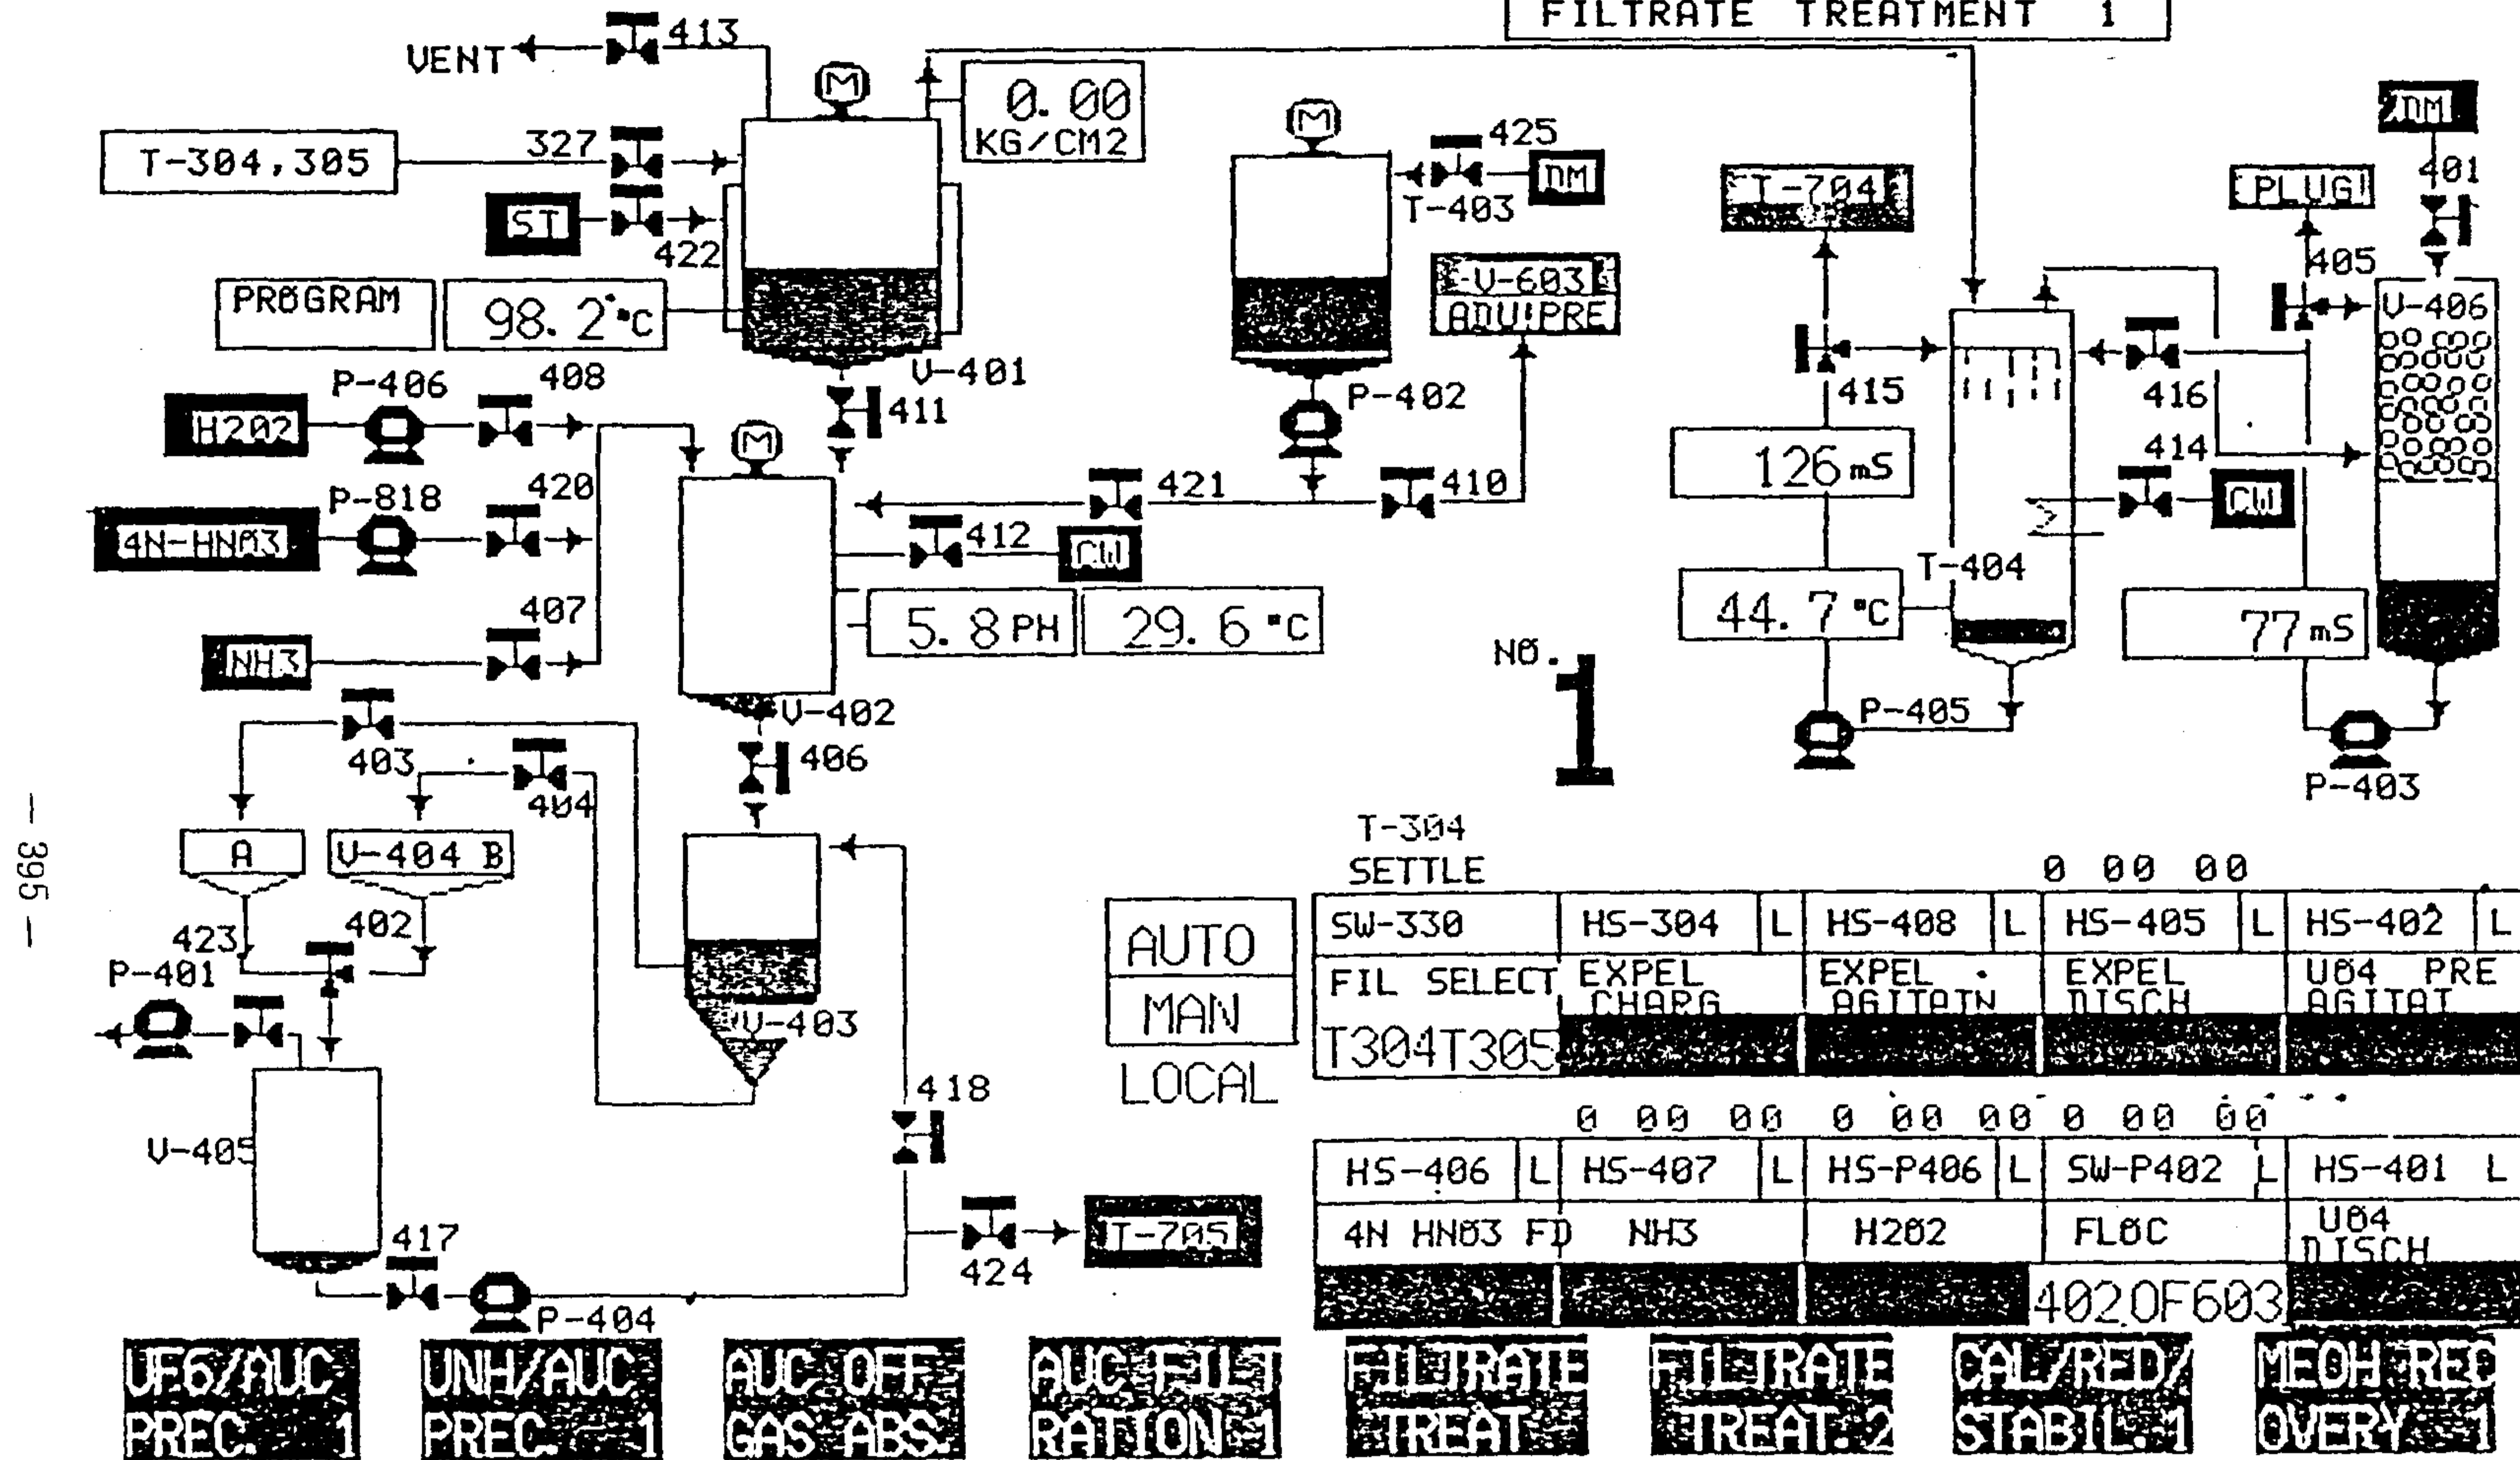 FILTRATE TREATMENT 1
VENT
413
M
0.00
KG/CM2
T-304,305
327
ST
422
PRØGRAM
98.2°C
V-401
411
M
425
DM
T-403
V-603
ADU PRE
P-402
T-704
415
126 mS
44.7 °C
T-404
P-405
416
414
CW
77 mS
P-403
PLUG
405
DM
401
V-406
H2O2
P-406
408
4N-HNØ3
P-818
420
NH3
407
M
421
410
412
CW
5.8 PH
29.6 °C
V-402
406
NØ.
1
403
404
A
V-404 B
423
402
P-401
V-403
V-405
417
P-404
418
424
T-705
- 395 -
AUTO
MAN
LOCAL
T-304
SETTLE
0 00 00
SW-330 HS-304 L HS-408 L HS-405 L HS-402 L
FIL SELECT
EXPEL CHARG
EXPEL AGITATN
EXPEL DISCH
UØ4 PRE AGITAT
T304T305
0 00 00 0 00 00 0 00 00
HS-406 L HS-407 L HS-P406 L SW-P402 L HS-401 L
4N HNØ3 FD
NH3
H2Ø2
FLØC
UØ4 DISCH
402OF603
UF6/AUC PREC. 1
UNH/AUC PREC. 1
AUC OFF GAS ABS.
AUC FILT RATION 1
FILTRATE TREAT.
FILTRATE TREAT. 2
CAL/RED/ STABIL. 1
MEOH REC OVERY 1